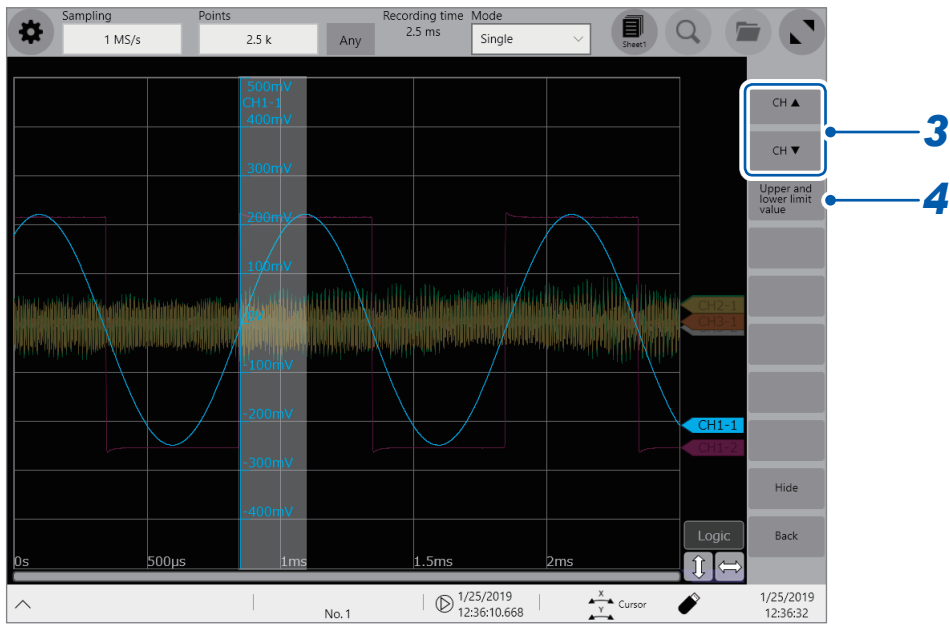 Sampling
Points
Recording time
Mode
1 MS/s
2.5 k
Any
2.5 ms
Single
Sheet1
500mV
CH1-1
400mV
300mV
200mV
100mV
0V
-100mV
-200mV
-300mV
-400mV
0s
500μs
1ms
1.5ms
2ms
CH2-1
CH3-1
CH1-1
CH1-2
Logic
CH ▲
CH ▼
Upper and
lower limit
value
Hide
Back
3
4
No. 1
1/25/2019
12:36:10.668
X
Y
Cursor
1/25/2019
12:36:32